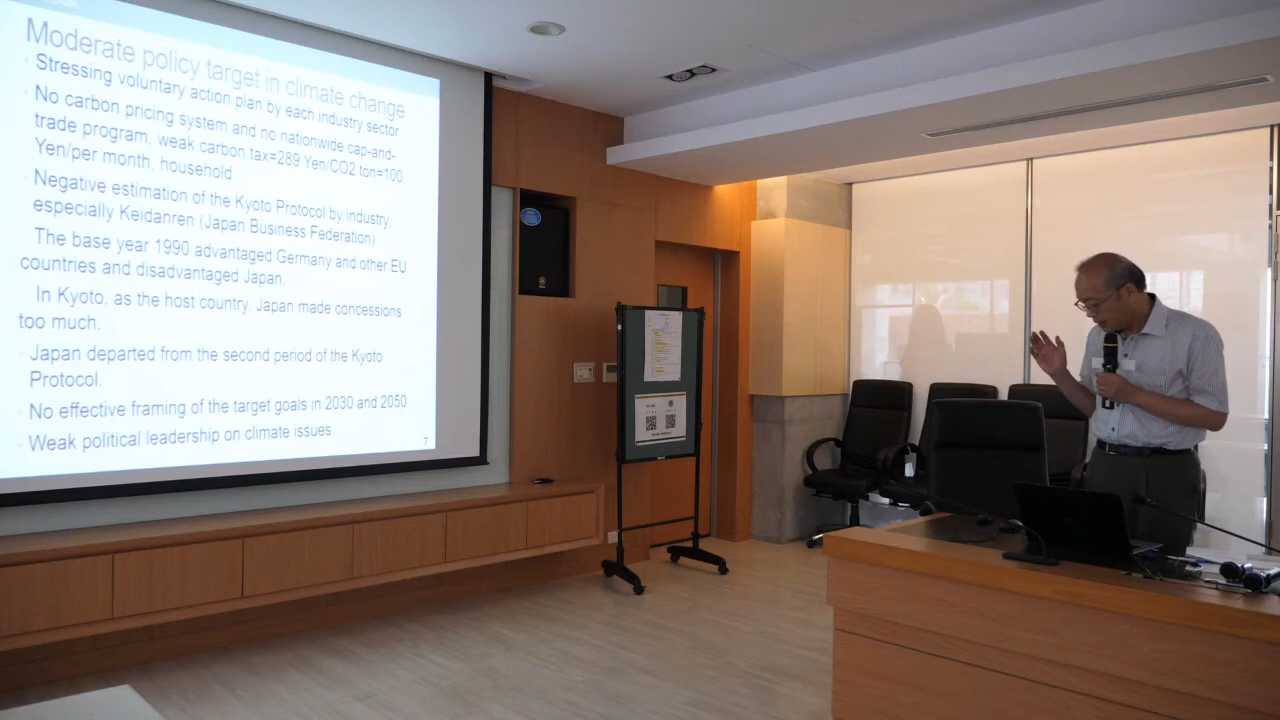 Moderate policy target in climate change
Stressing voluntary action plan by each industry sector
No carbon pricing system and no nationwide cap-and-
trade program, weak carbon tax=289 Yen/CO2 ton=100
Yen/per month, household
Negative estimation of the Kyoto Protocol by industry,
especially Keidanren (Japan Business Federation)
The base year 1990 advantaged Germany and other EU
countries and disadvantaged Japan.
In Kyoto, as the host country, Japan made concessions
too much.
Japan departed from the second period of the Kyoto
Protocol.
No effective framing of the target goals in 2030 and 2050
Weak political leadership on climate issues
7